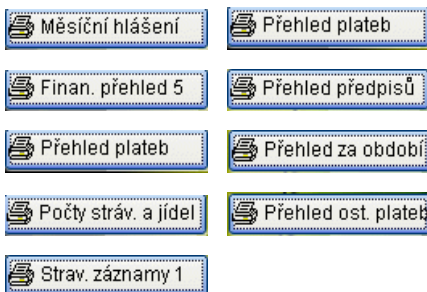 Měsíční hlášení
Přehled plateb
Finan. přehled 5
Přehled předpisů
Přehled plateb
Přehled za období
Počty stráv. a jídel
Přehled ost. plateb
Strav. záznamy 1